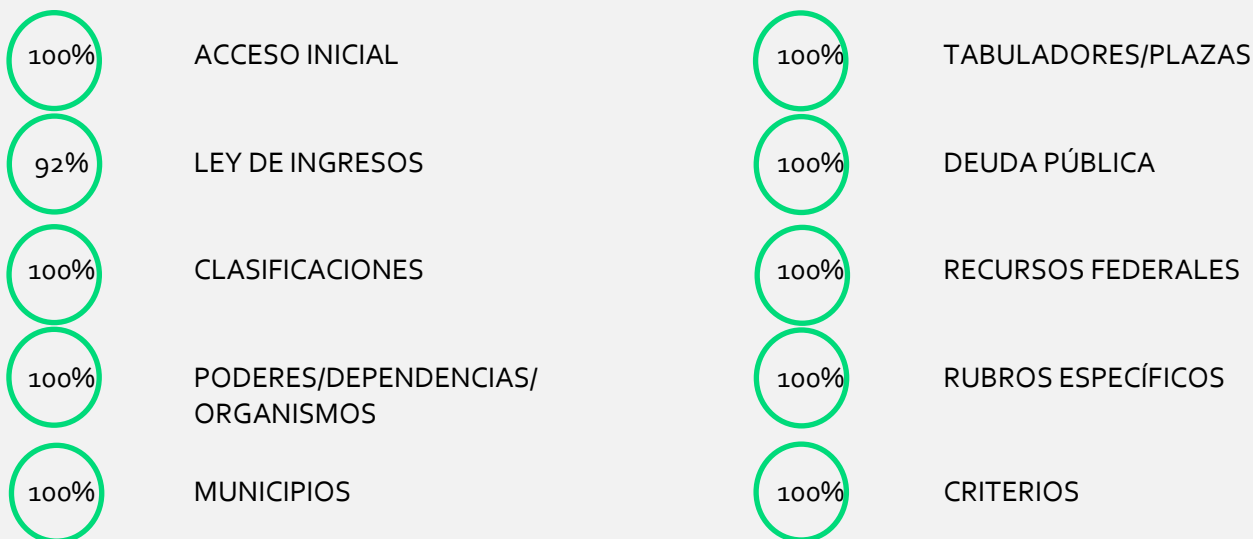 100% ACCESO INICIAL
92% LEY DE INGRESOS
100% CLASIFICACIONES
100% PODERES/DEPENDENCIAS/
ORGANISMOS
100% MUNICIPIOS
100% TABULADORES/PLAZAS
100% DEUDA PÚBLICA
100% RECURSOS FEDERALES
100% RUBROS ESPECÍFICOS
100% CRITERIOS